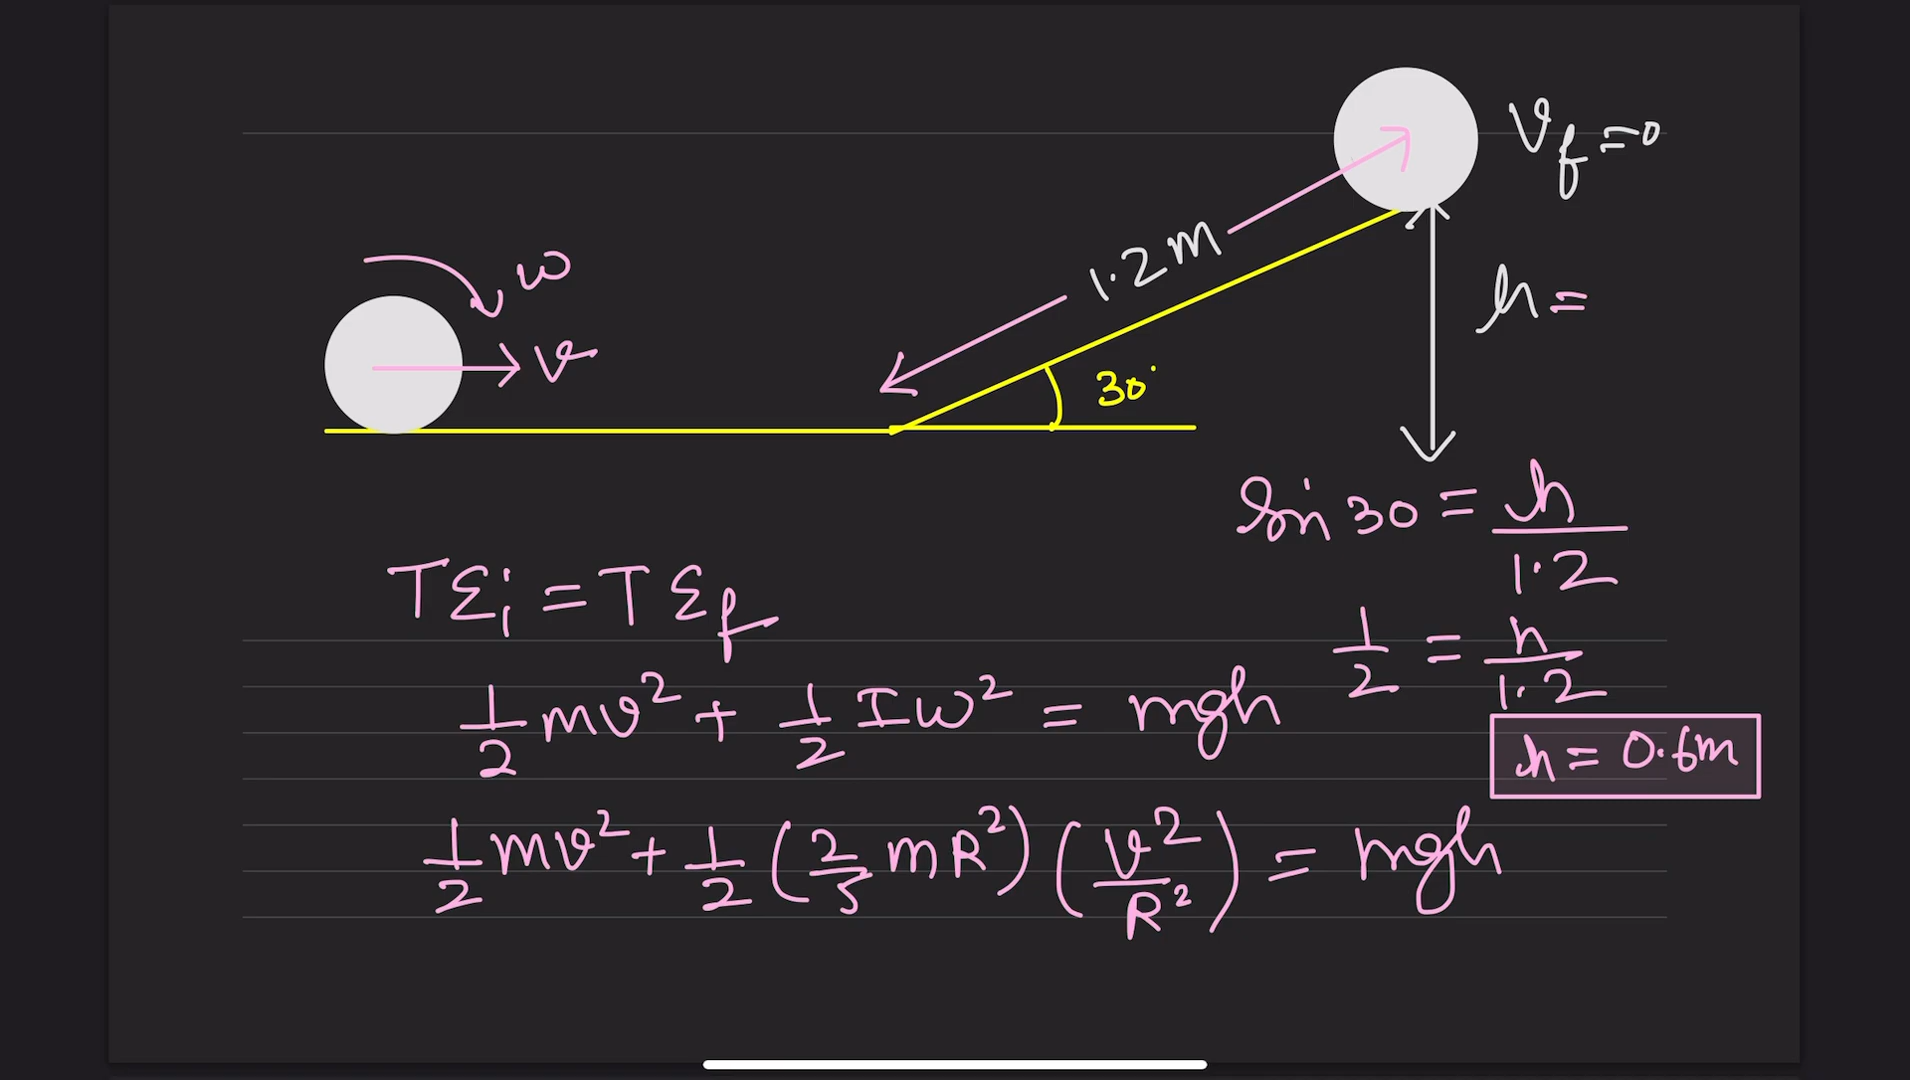 v_f = 0
ω
1.2 m
v
h =
30°
sin 30 = h/1.2
TE_i = TE_f
1/2 = h/1.2
1/2 mv² + 1/2 Iω² = mgh
h = 0.6m
1/2 mv² + 1/2 (2/5 mR²) (v²/R²) = mgh